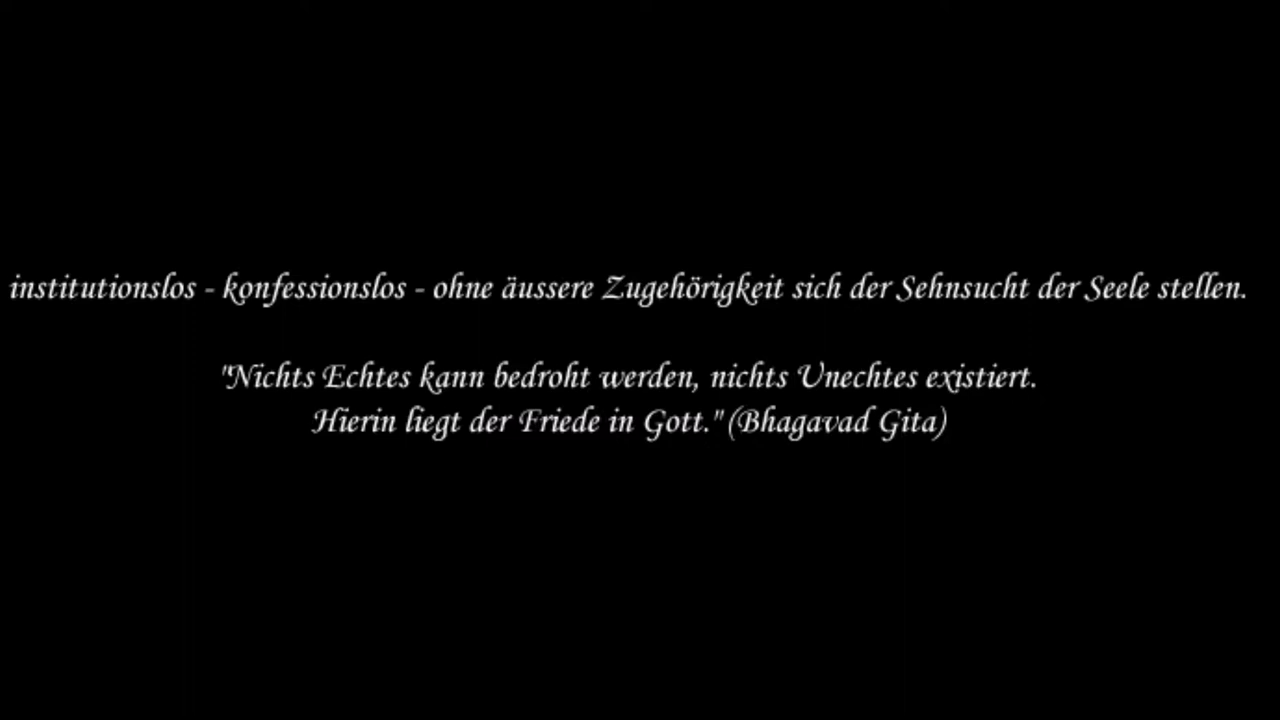 institutionslos - konfessionslos - ohne äussere Zugehörigkeit sich der Sehnsucht der Seele stellen.
"Nichts Echtes kann bedroht werden, nichts Unechtes existiert.
Hierin liegt der Friede in Gott." (Bhagavad Gita)